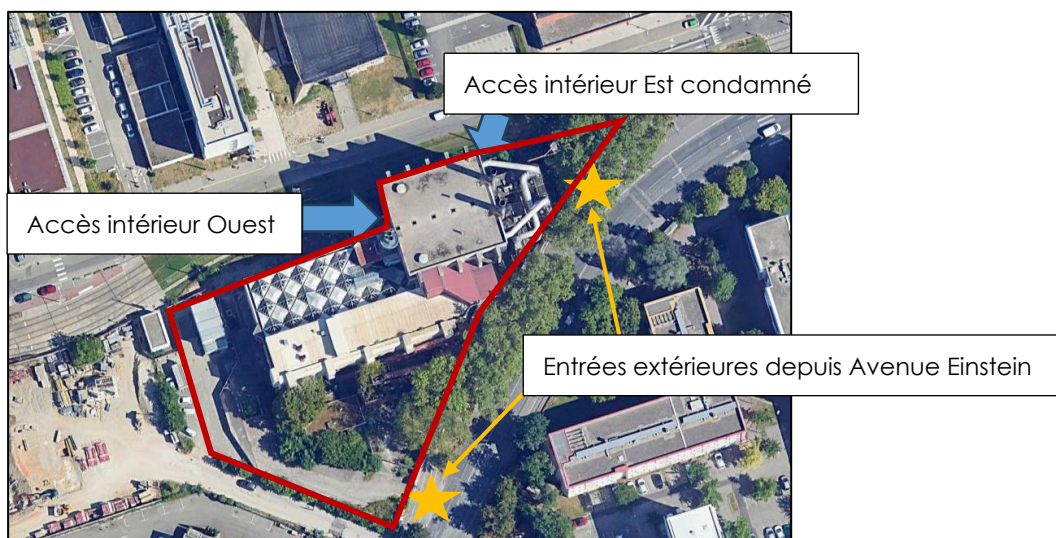 Accès intérieur Est condamné
Accès intérieur Ouest
Entrées extérieures depuis Avenue Einstein